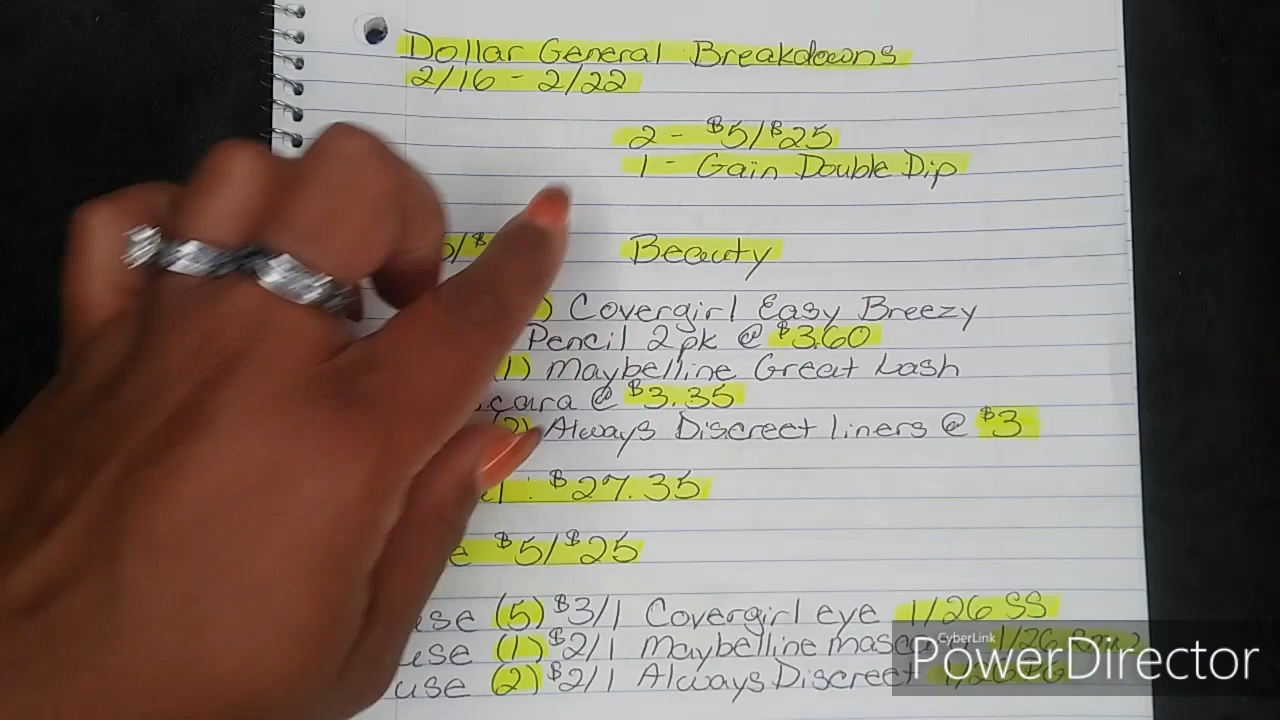 Dollar General Breakdowns
2/16 - 2/22
2 - $5/$25
1 - Gain Double Dip
Beauty
Covergirl Easy Breezy
Pencil 2pk @ $3.60
(1) Maybelline Great Lash
cara @ $3.35
(2) Always Discreet liners @ $3
: $27.35
$5/$25
use (5) $3/1 Covergirl eye 1/26 SS
use (1) $2/1 Maybelline
use (2) $2/1 Always Discreet
CyberLink
PowerDirector